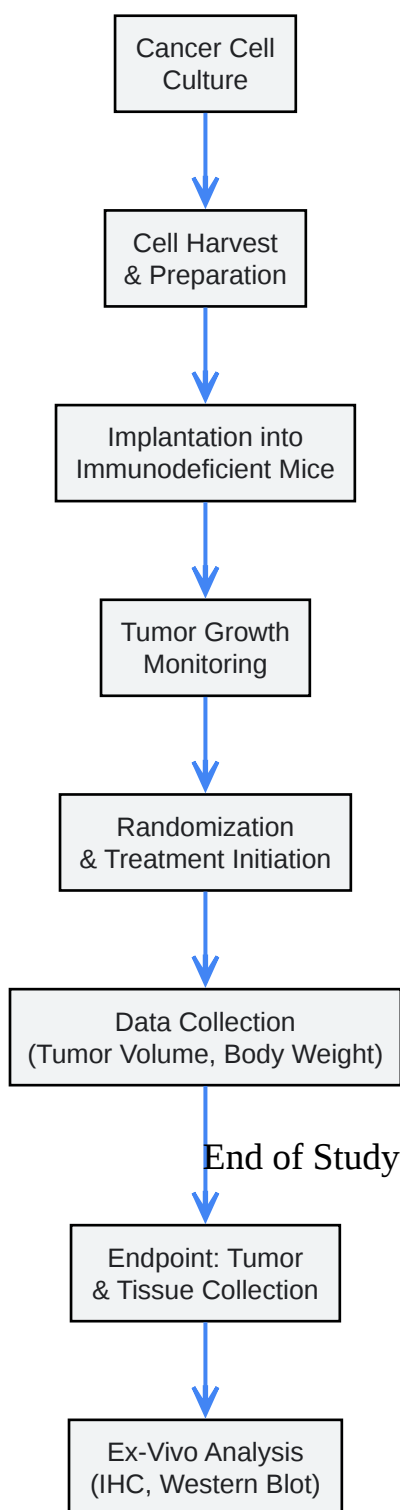 Cancer Cell
Culture
Cell Harvest
& Preparation
Implantation into
Immunodeficient Mice
Tumor Growth
Monitoring
Randomization
& Treatment Initiation
Data Collection
(Tumor Volume, Body Weight)
End of Study
Endpoint: Tumor
& Tissue Collection
Ex-Vivo Analysis
(IHC, Western Blot)